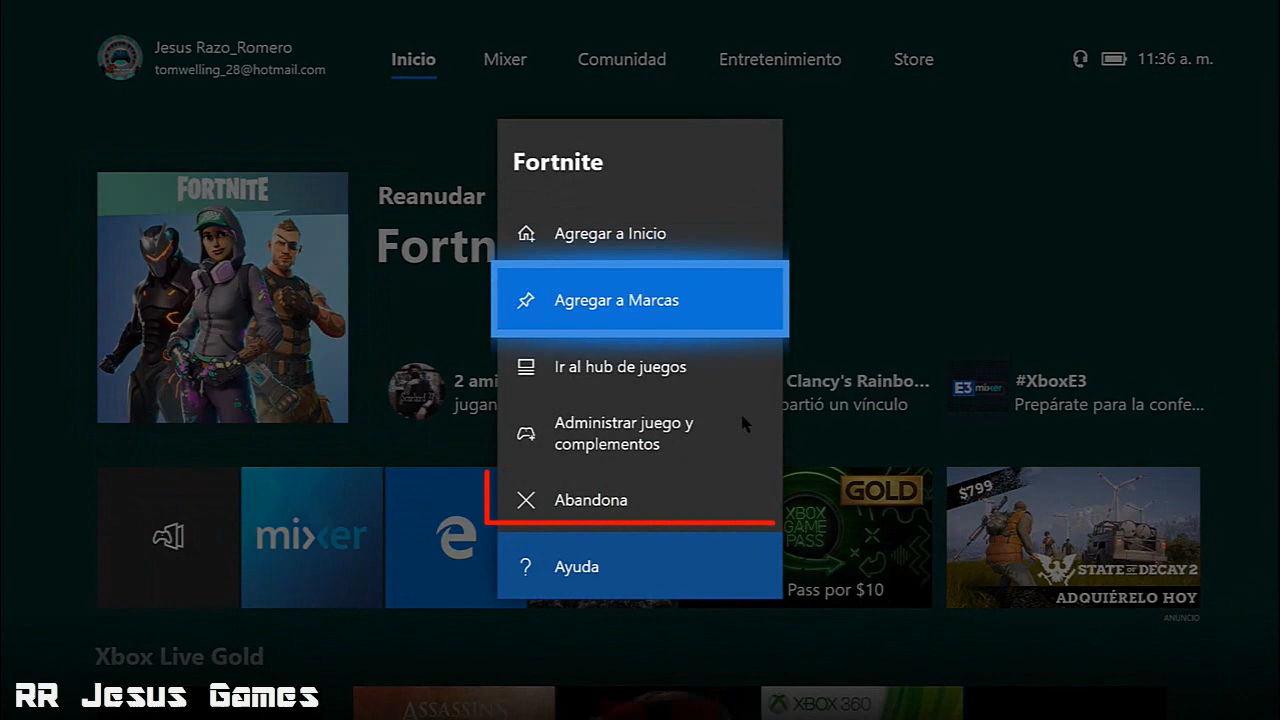 Jesus Razo_Romero
tomwelling_28@hotmail.com
Inicio
Mixer
Comunidad
Entretenimiento
Store
11:36 a. m.
FORTNITE
Reanudar
Fortn
Fortnite
Agregar a Inicio
Agregar a Marcas
Ir al hub de juegos
Administrar juego y
complementos
Abandona
Ayuda
2 ami
jugan
Clancy's Rainbo...
partió un vínculo
E3 mixer
#XboxE3
Prepárate para la confe...
mixer
GOLD
XBOX
GAME
PASS
Pass por $10
$799
STATE OF DECAY 2
ADQUIÉRELO HOY
ANUNCIO
Xbox Live Gold
RR Jesus Games
ASSASSIN'S
XBOX 360